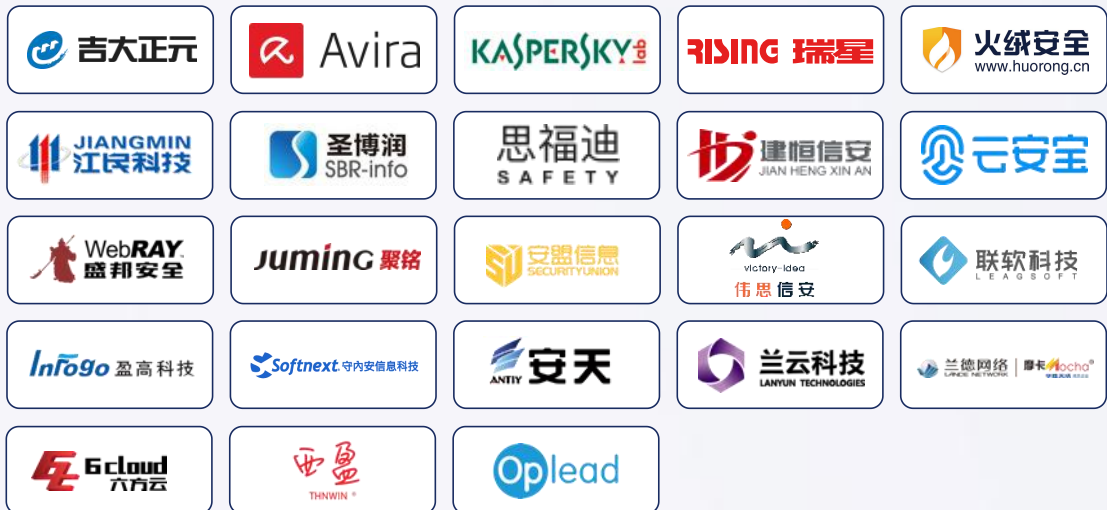 吉大正元
Avira
KASPERSKY lab
RISING 瑞星
火绒安全
www.huorong.cn
JIANGMIN
江民科技
圣博润
SBR-info
思福迪
SAFETY
建恒信安
JIAN HENG XIN AN
云安宝
WebRAY
盛邦安全
Juming 聚铭
安盟信息
SECURITYUNION
victory-idea
伟思信安
联软科技
LEAGSOFT
Infogo 盈高科技
Softnext 守内安信息科技
ANTIY 安天
兰云科技
LANYUN TECHNOLOGIES
兰德网络
LANDE NETWORK
摩卡 Mocha®
6cloud
六方云
西盈
THNWIN ®
Oplead